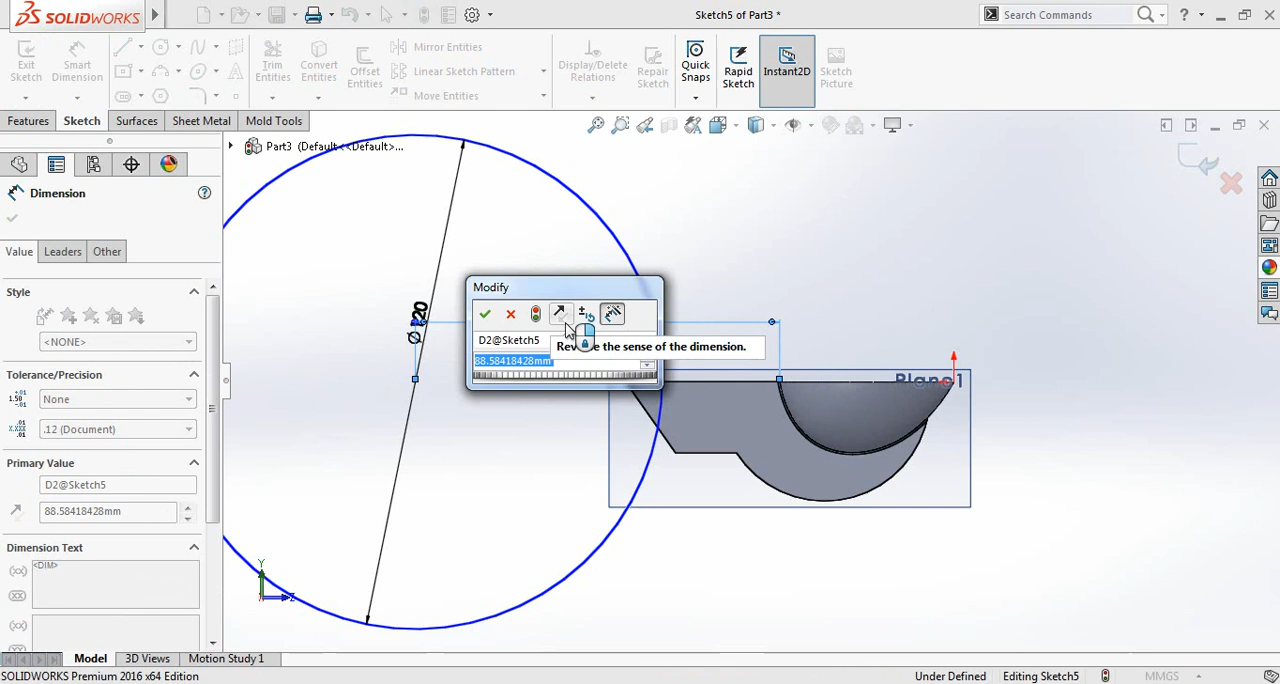 SOLIDWORKS
Sketch5 of Part3 *
Search Commands
?
Exit Sketch
Smart Dimension
Trim Entities
Convert Entities
Offset Entities
Mirror Entities
Linear Sketch Pattern
Move Entities
Display/Delete Relations
Repair Sketch
Quick Snaps
Rapid Sketch
Instant2D
Sketch Picture
Features
Sketch
Surfaces
Sheet Metal
Mold Tools
Part3 (Default<<Default>...
Dimension
Value
Leaders
Other
Style
<NONE>
Tolerance/Precision
None
.12 (Document)
Primary Value
D2@Sketch5
88.58418428mm
Dimension Text
<DIM>
Modify
D2@Sketch5
Reve e the sense of the dimension.
88.58418428mm
Plano1
Y
Z
Model
3D Views
Motion Study 1
SOLIDWORKS Premium 2016 x64 Edition
Under Defined
Editing Sketch5
MMGS